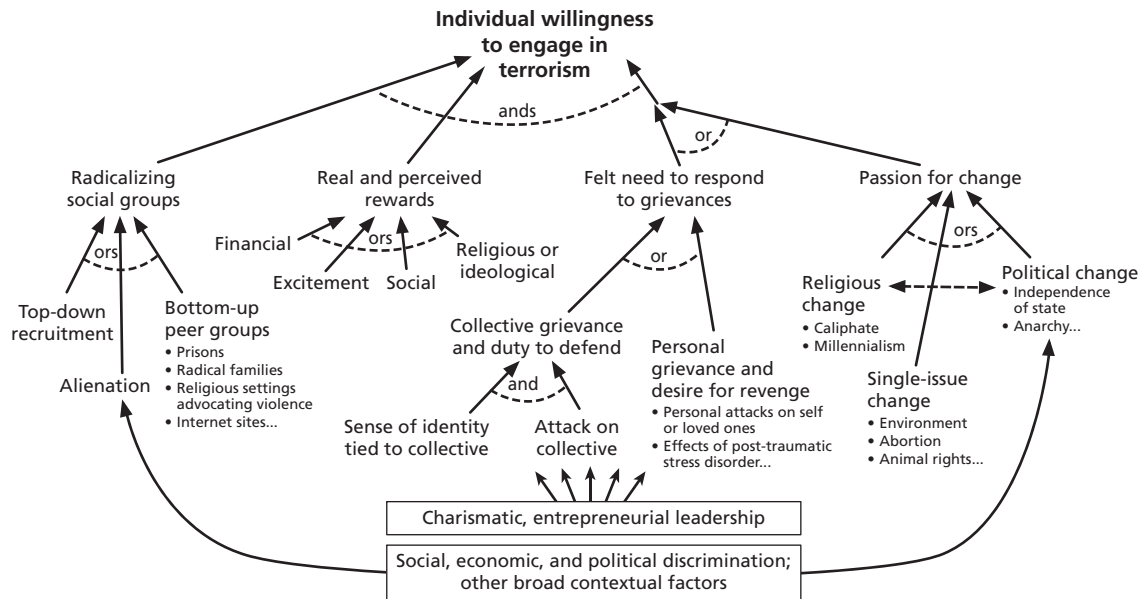 Individual willingness
to engage in
terrorism
ands
or
Radicalizing
social groups
Real and perceived
rewards
Felt need to respond
to grievances
Passion for change
ors
Financial
ors
Religious or
ideological
Excitement
Social
or
ors
Top-down
recruitment
Bottom-up
peer groups
• Prisons
• Radical families
• Religious settings
advocating violence
• Internet sites...
Alienation
Collective grievance
and duty to defend
and
Sense of identity
tied to collective
Attack on
collective
Personal
grievance and
desire for revenge
• Personal attacks on self
or loved ones
• Effects of post-traumatic
stress disorder...
Religious
change
• Caliphate
• Millennialism
Political change
• Independence
of state
• Anarchy...
Single-issue
change
• Environment
• Abortion
• Animal rights...
Charismatic, entrepreneurial leadership
Social, economic, and political discrimination;
other broad contextual factors